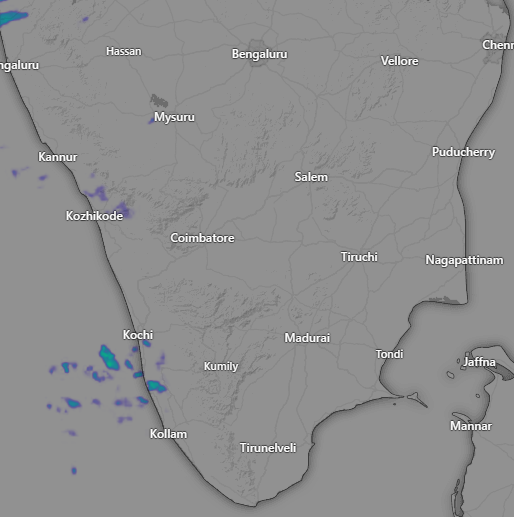 Hassan
Bengaluru
Chenn
ngaluru
Vellore
Mysuru
Kannur
Puducherry
Salem
Kozhikode
Coimbatore
Tiruchi
Nagapattinam
Kochi
Madurai
Tondi
Jaffna
Kumily
Mannar
Kollam
Tirunelveli